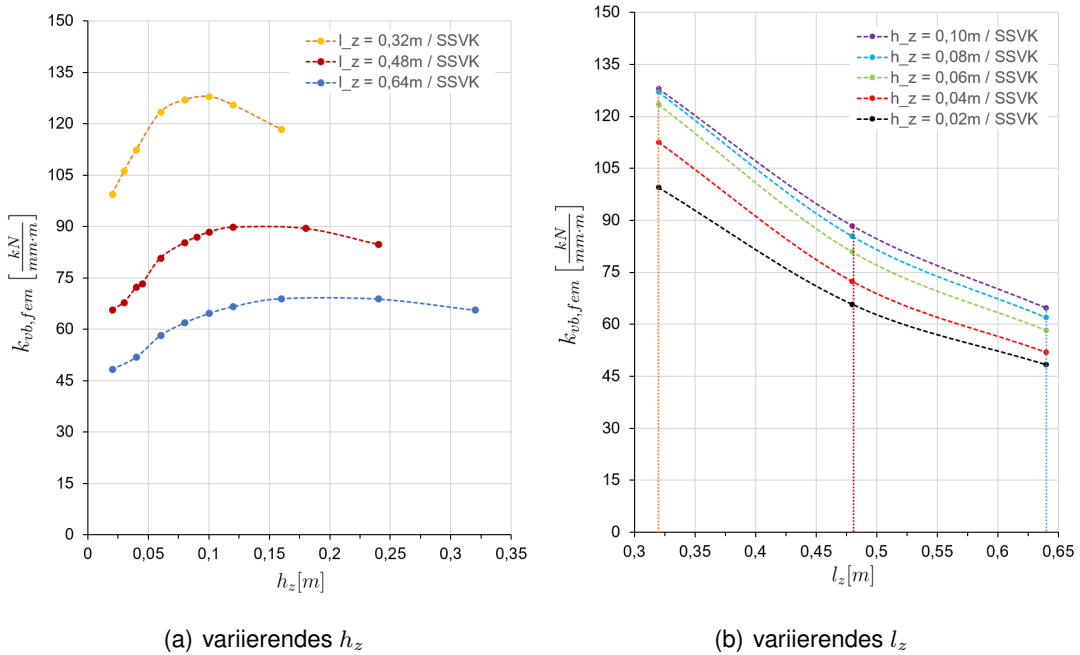 150
135
120
105
90
75
60
45
30
15
0
k_{vb,fem} [kN/mm·m]
l_z = 0,32m / SSVK
l_z = 0,48m / SSVK
l_z = 0,64m / SSVK
0 0,05 0,1 0,15 0,2 0,25 0,3 0,35
h_z[m]
(a) variierendes h_z
150
135
120
105
90
75
60
45
30
15
0
k_{vb,fem} [kN/mm·m]
h_z = 0,10m / SSVK
h_z = 0,08m / SSVK
h_z = 0,06m / SSVK
h_z = 0,04m / SSVK
h_z = 0,02m / SSVK
0,3 0,35 0,4 0,45 0,5 0,55 0,6 0,65
l_z[m]
(b) variierendes l_z